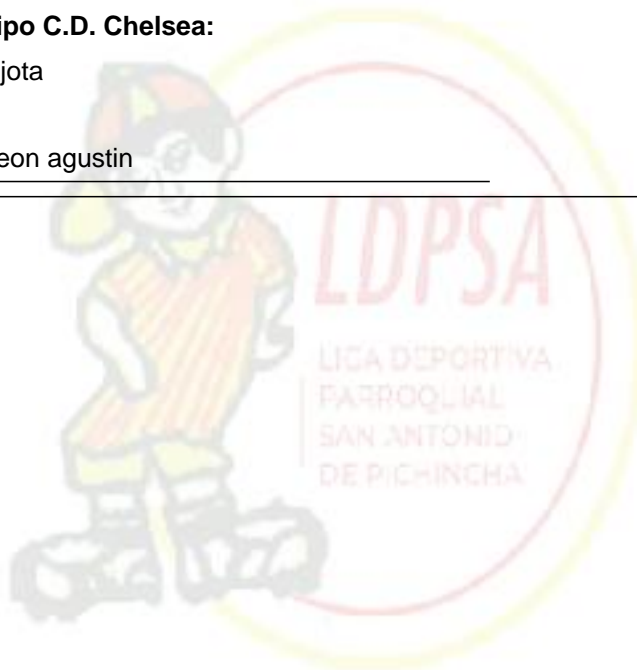 ipo C.D. Chelsea:
jota
eon agustin
LDPSA
LIGA DEPORTIVA
PARROQUIAL
SAN ANTONIO
DE PICHINCHA